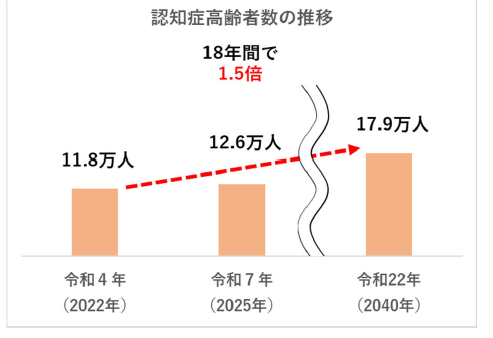 認知症高齢者数の推移
18年間で
1.5倍
11.8万人
12.6万人
17.9万人
令和４年
（2022年）
令和７年
（2025年）
令和22年
（2040年）